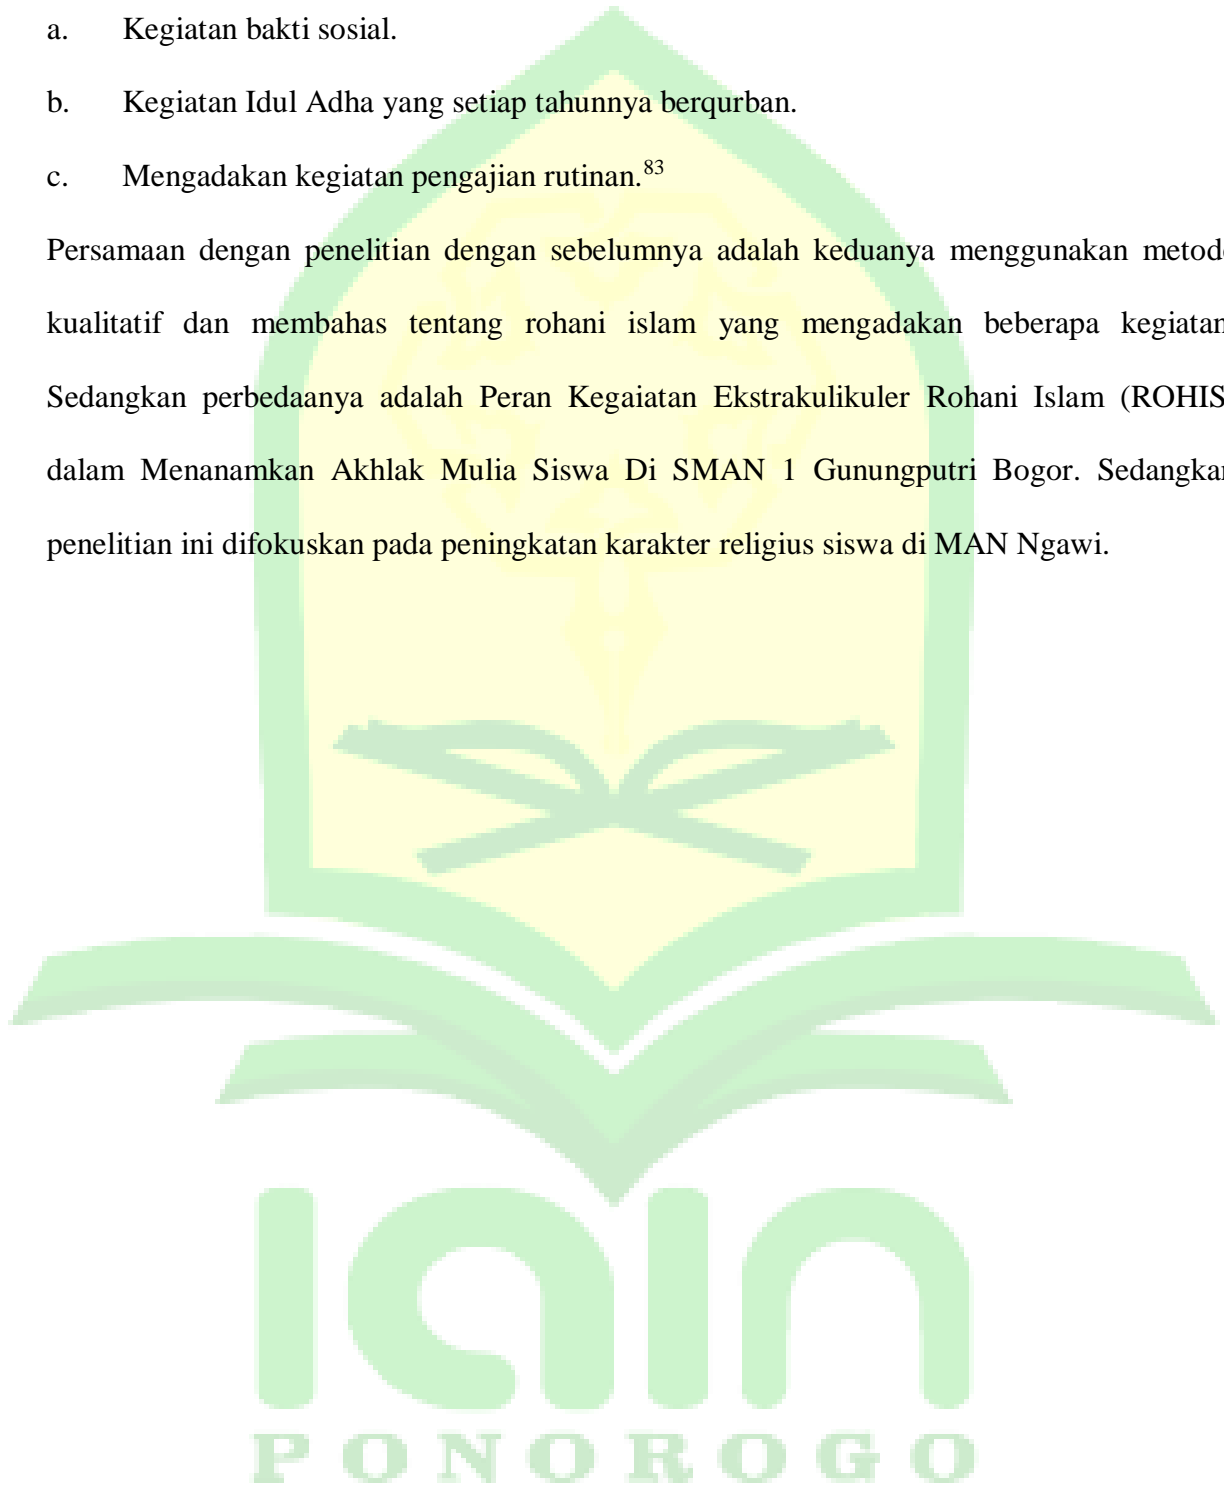 a. Kegiatan bakti sosial.
b. Kegiatan Idul Adha yang setiap tahunnya berqurban.
c. Mengadakan kegiatan pengajian rutinan.83
Persamaan dengan penelitian dengan sebelumnya adalah keduanya menggunakan metode
kualitatif dan membahas tentang rohani islam yang mengadakan beberapa kegiatan
Sedangkan perbedaanya adalah Peran Kegaiatan Ekstrakulikuler Rohani Islam (ROHIS
dalam Menanamkan Akhlak Mulia Siswa Di SMAN 1 Gunungputri Bogor. Sedangkan
penelitian ini difokuskan pada peningkatan karakter religius siswa di MAN Ngawi.
iain
PONOROGO